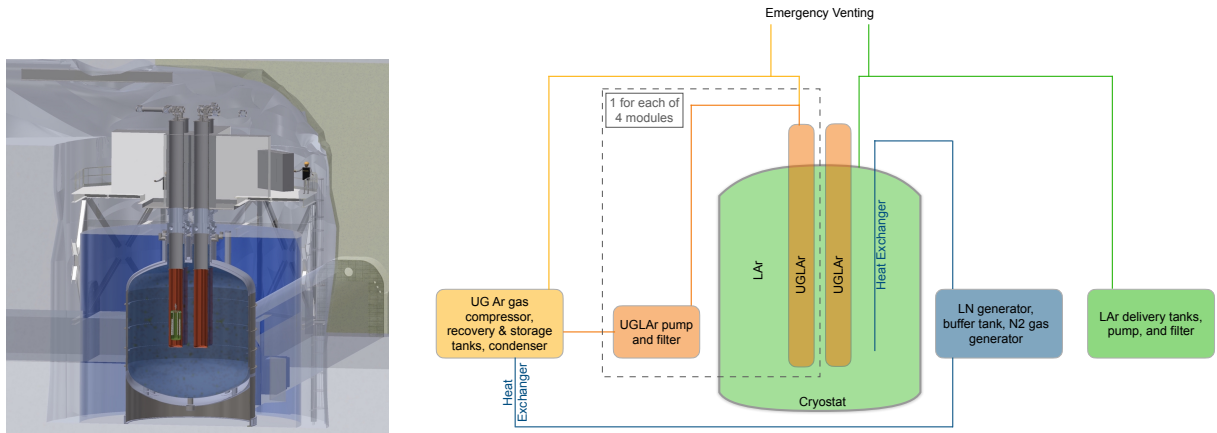 Emergency Venting
1 for each of
4 modules
LAr
UGLAr
UGLAr
Heat Exchanger
UG Ar gas
compressor,
recovery & storage
tanks, condenser
UGLAr pump
and filter
LN generator,
buffer tank, N2 gas
generator
LAr delivery tanks,
pump, and filter
Heat
Exchanger
Cryostat